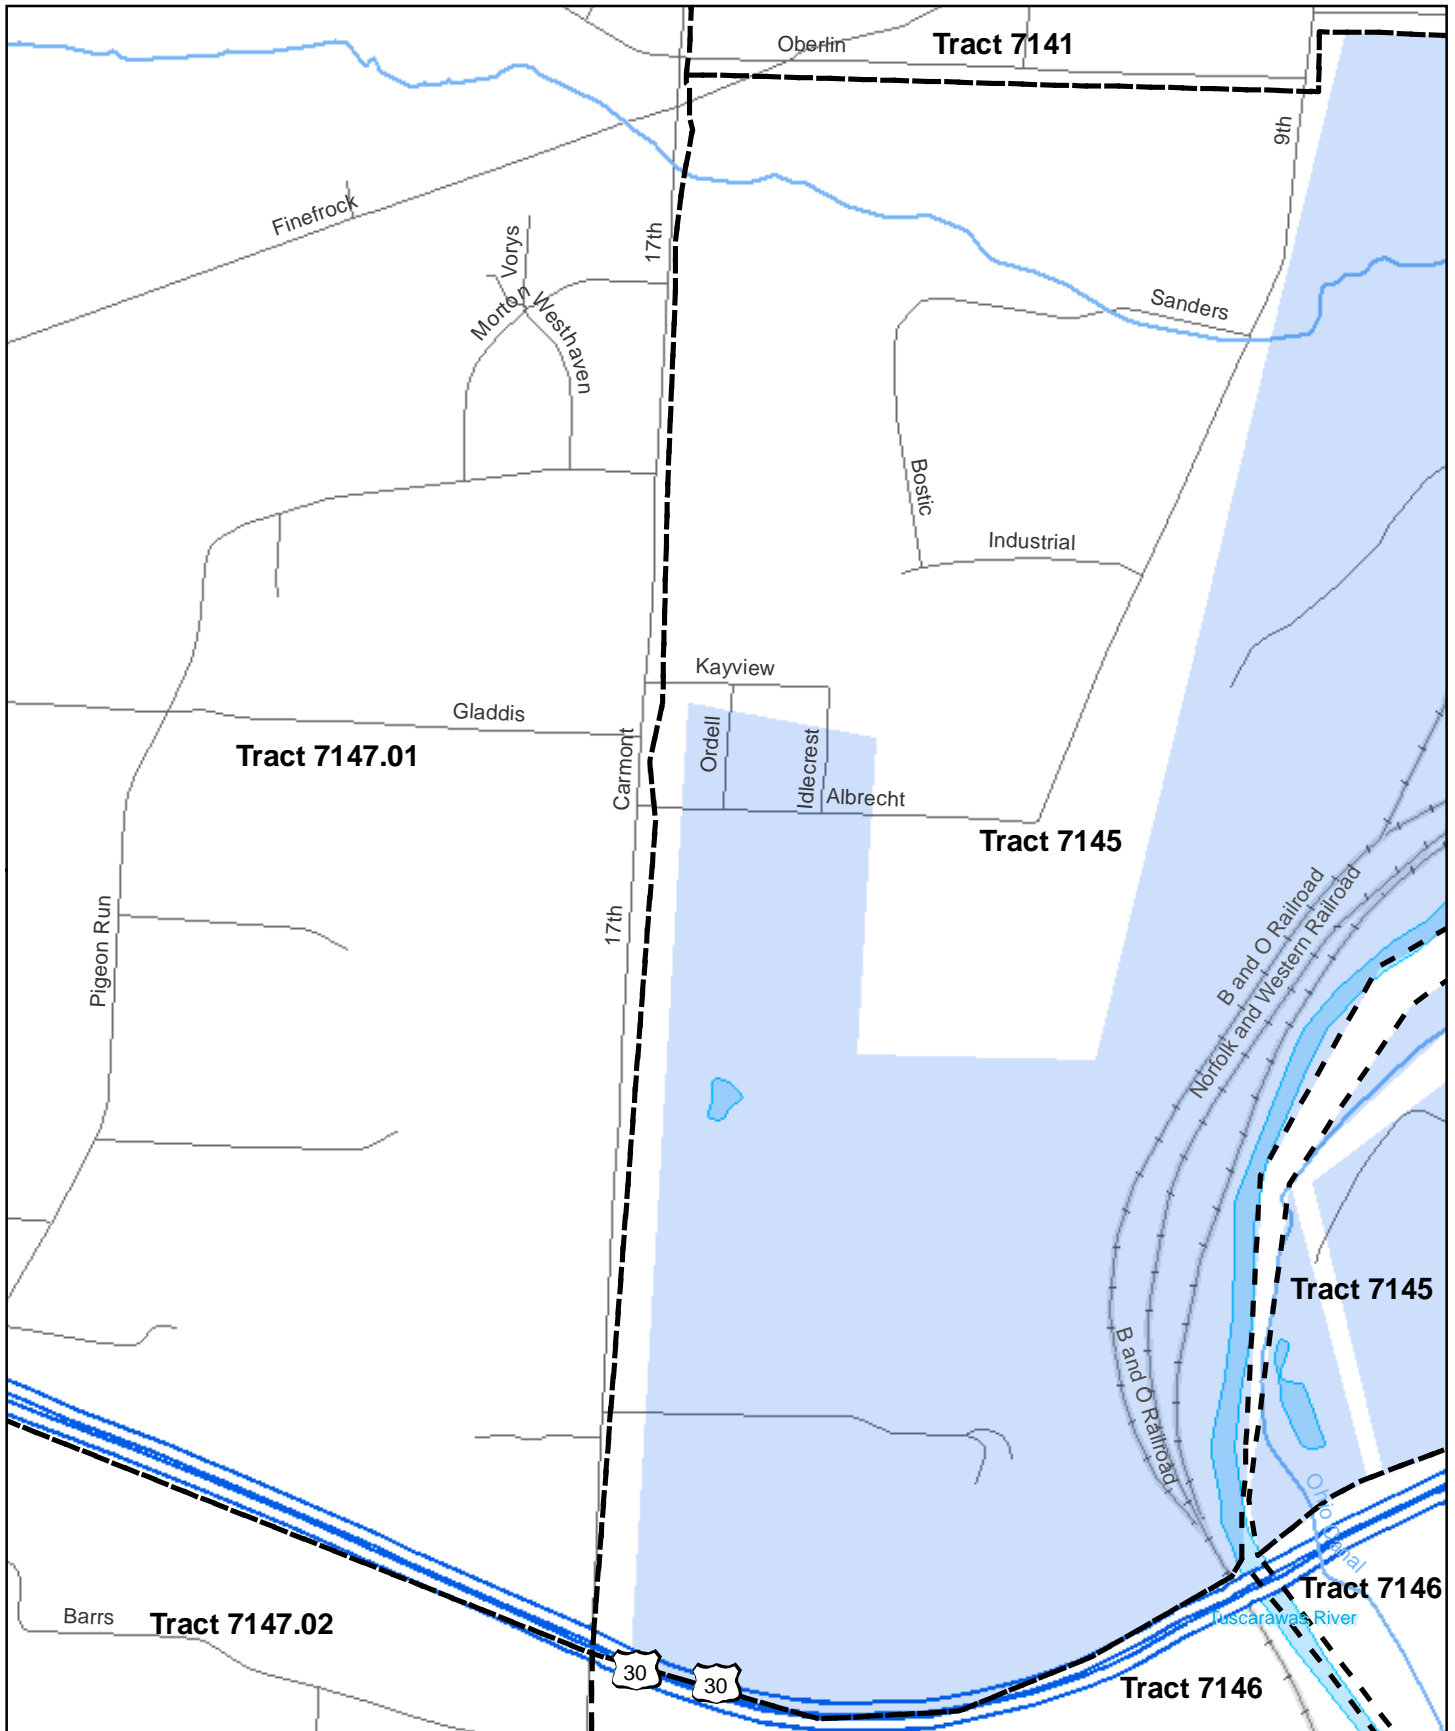 Oberlin
Tract 7141
9th
Finefrock
17th
Vorys
Morton
Westhaven
Sanders
Bostic
Industrial
Kayview
Gladdis
Ordell
Idlecrest
Carmont
Albrecht
Tract 7147.01
Tract 7145
B and O Railroad
Norfolk and Western Railroad
Pigeon Run
17th
Tract 7145
B and O Railroad
Ohio Canal
Tract 7146
Tuscarawas River
Barrs
Tract 7147.02
30
30
Tract 7146